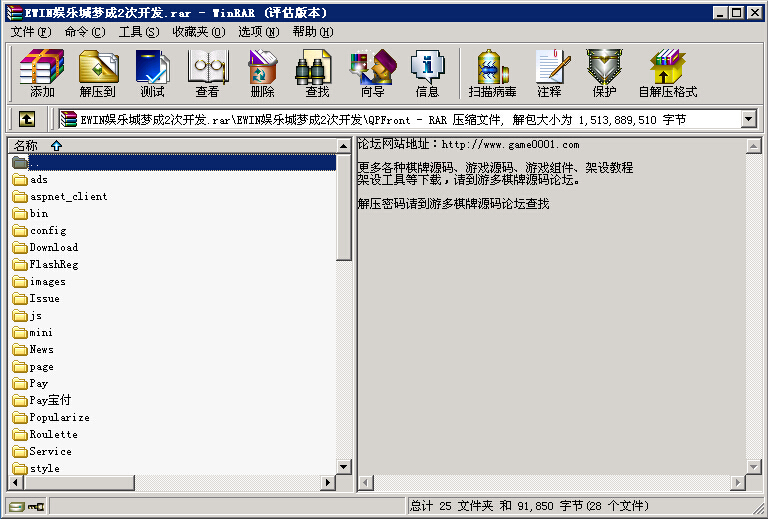 EWIN娱乐城梦成2次开发.rar - WinRAR (评估版本)
文件(F) 命令(C) 工具(S) 收藏夹(O) 选项(N) 帮助(H)
添加 解压到 测试 查看 删除 查找 向导 信息 扫描病毒 注释 保护 自解压格式
EWIN娱乐城梦成2次开发.rar\EWIN娱乐城梦成2次开发\QPFront - RAR 压缩文件, 解包大小为 1,513,889,510 字节
名称
..
ads
aspnet_client
bin
config
Download
FlashReg
images
Issue
js
mini
News
page
Pay
Pay宝付
Popularize
Roulette
Service
style
论坛网站地址：http://www.game0001.com
更多各种棋牌源码、游戏源码、游戏组件、架设教程
架设工具等下载，请到游多棋牌源码论坛。
解压密码请到游多棋牌源码论坛查找
总计 25 文件夹 和 91,850 字节(28 个文件)